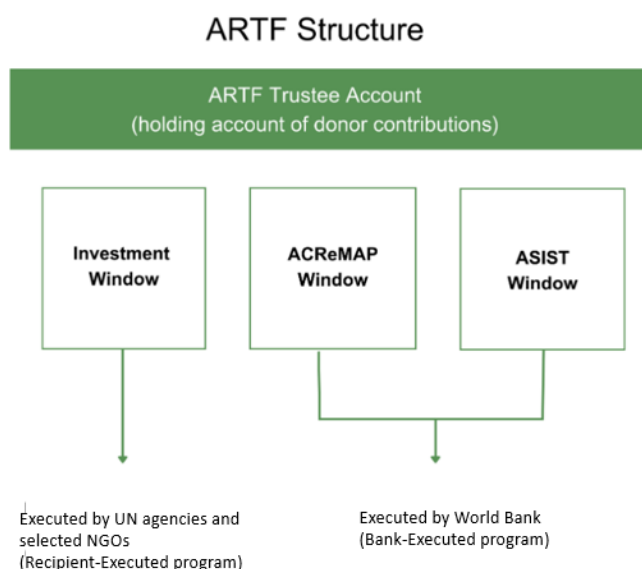 ARTF Structure
ARTF Trustee Account
(holding account of donor contributions)
Investment
Window
ACReMAP
Window
ASIST
Window
Executed by UN agencies and
selected NGOs
(Recipient-Executed program)
Executed by World Bank
(Bank-Executed program)